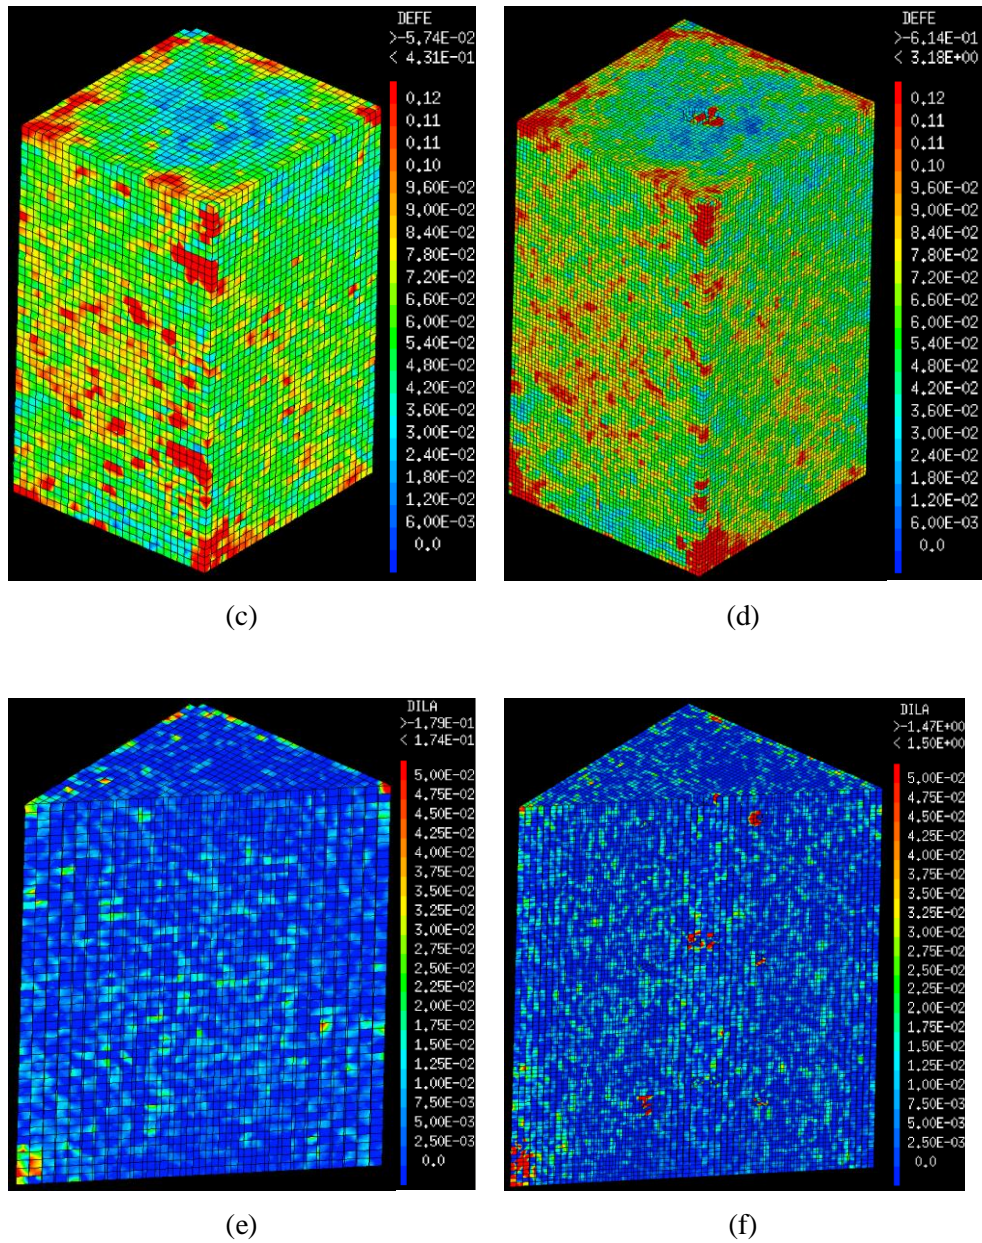 DEFE
>-5.74E-02
< 4.31E-01
0.12
0.11
0.11
0.10
9.60E-02
9.00E-02
8.40E-02
7.80E-02
7.20E-02
6.60E-02
6.00E-02
5.40E-02
4.80E-02
4.20E-02
3.60E-02
3.00E-02
2.40E-02
1.80E-02
1.20E-02
6.00E-03
0.0
(c)
DEFE
>-6.14E-01
< 3.18E+00
0.12
0.11
0.11
0.10
9.60E-02
9.00E-02
8.40E-02
7.80E-02
7.20E-02
6.60E-02
6.00E-02
5.40E-02
4.80E-02
4.20E-02
3.60E-02
3.00E-02
2.40E-02
1.80E-02
1.20E-02
6.00E-03
0.0
(d)
DILA
>-1.79E-01
< 1.74E-01
5.00E-02
4.75E-02
4.50E-02
4.25E-02
4.00E-02
3.75E-02
3.50E-02
3.25E-02
3.00E-02
2.75E-02
2.50E-02
2.25E-02
2.00E-02
1.75E-02
1.50E-02
1.25E-02
1.00E-02
7.50E-03
5.00E-03
2.50E-03
0.0
(e)
DILA
>-1.47E+00
< 1.50E+00
5.00E-02
4.75E-02
4.50E-02
4.25E-02
4.00E-02
3.75E-02
3.50E-02
3.25E-02
3.00E-02
2.75E-02
2.50E-02
2.25E-02
2.00E-02
1.75E-02
1.50E-02
1.25E-02
1.00E-02
7.50E-03
5.00E-03
2.50E-03
0.0
(f)